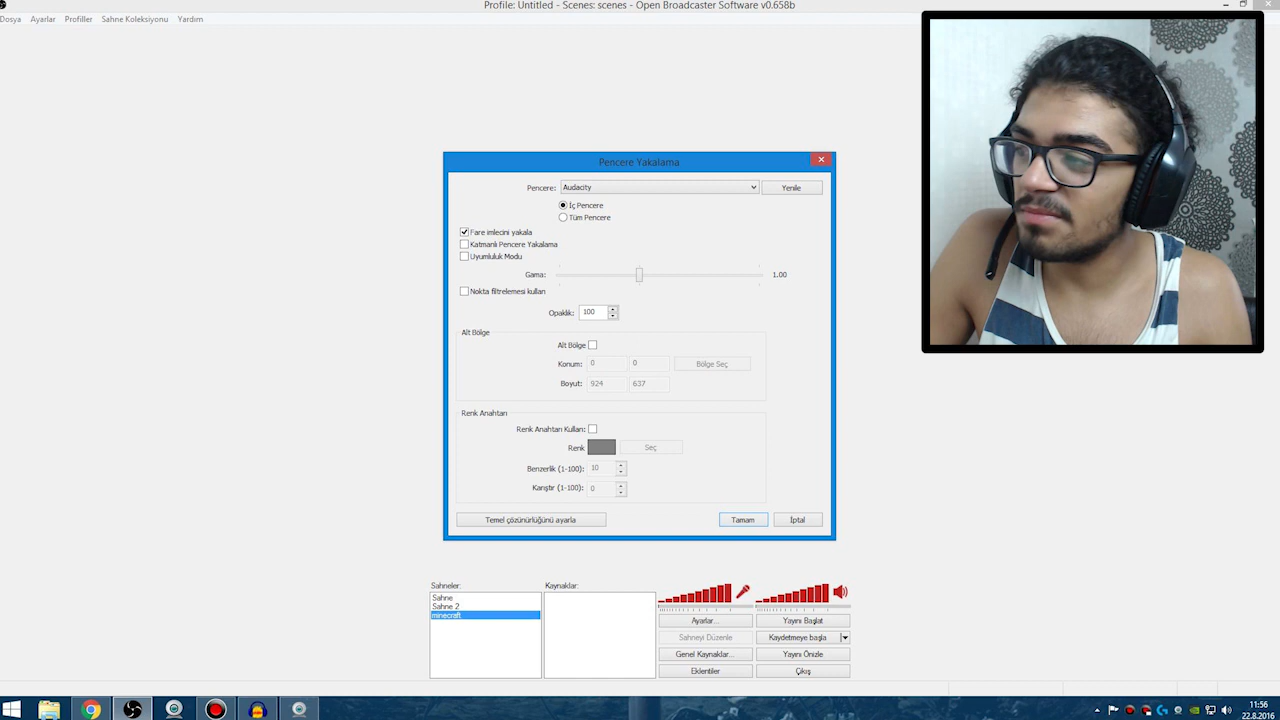 Profile: Untitled - Scenes: scenes - Open Broadcaster Software v0.658b
Dosya Ayarlar Profiller Sahne Koleksiyonu Yardım
Pencere Yakalama
Pencere: Audacity Yenile
İç Pencere
Tüm Pencere
Fare imlecini yakala
Katmanlı Pencere Yakalama
Uyumluluk Modu
Gama: 1.00
Nokta filtrelemesi kullan
Opaklık: 100
Alt Bölge
Alt Bölge
Konum: 0 0 Bölge Seç
Boyut: 924 637
Renk Anahtarı
Renk Anahtarı Kullan:
Renk Seç
Benzerlik (1-100): 10
Karıştır (1-100): 0
Temel çözünürlüğünü ayarla Tamam İptal
Sahneler: Kaynaklar:
Sahne
Sahne 2
minecraft
Ayarlar... Yayını Başlat
Sahneyi Düzenle Kaydetmeye başla
Genel Kaynaklar... Yayını Önizle
Eklentiler Çıkış
11:56
22.8.2016